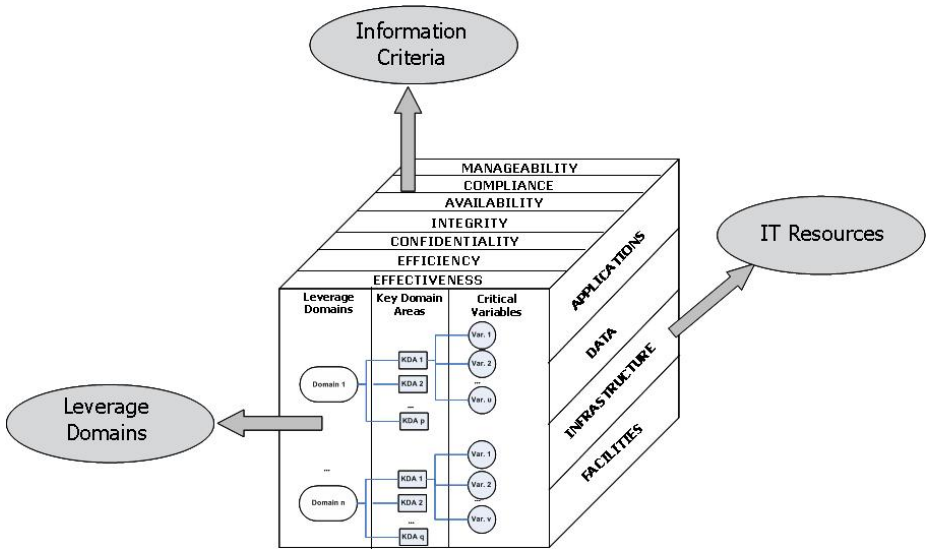 Information
Criteria
MANAGEABILITY
COMPLIANCE
AVAILABILITY
INTEGRITY
CONFIDENTIALITY
EFFICIENCY
EFFECTIVENESS
IT Resources
APPLICATIONS
DATA
INFRASTRUCTURE
FACILITIES
Leverage
Domains
Leverage
Domains
Key Domain
Areas
Critical
Variables
Domain 1
KDA 1
KDA 2
...
KDA p
Var. 1
Var. 2
...
Var. u
...
Domain n
KDA 1
KDA 2
...
KDA q
Var. 1
Var. 2
...
Var. v